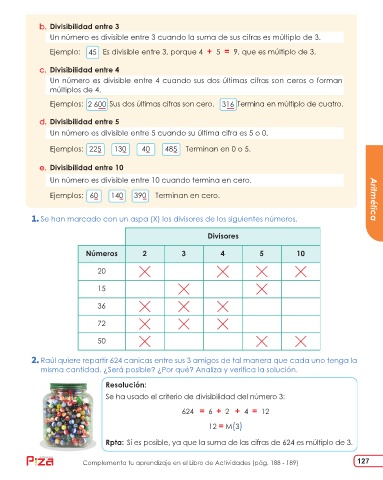 b. Divisibilidad entre 3
Un número es divisible entre 3 cuando la suma de sus cifras es múltiplo de 3.
Ejemplo: 45 Es divisible entre 3, porque 4 + 5 = 9, que es múltiplo de 3.
c. Divisibilidad entre 4
Un número es divisible entre 4 cuando sus dos últimas cifras son ceros o forman
múltiplos de 4.
Ejemplos: 2 600 Sus dos últimas cifras son cero. 316 Termina en múltiplo de cuatro.
d. Divisibilidad entre 5
Un número es divisible entre 5 cuando su última cifra es 5 o 0.
Ejemplos: 225 130 40 485 Terminan en 0 o 5.
e. Divisibilidad entre 10
Un número es divisible entre 10 cuando termina en cero.
Ejemplos: 60 140 390 Terminan en cero.
Aritmética
1. Se han marcado con un aspa (X) los divisores de los siguientes números.
Divisores
Números 2 3 4 5 10
20 X X X X
15 X X
36 X X X
72 X X X
50 X X X
2. Raúl quiere repartir 624 canicas entre sus 3 amigos de tal manera que cada uno tenga la
misma cantidad. ¿Será posible? ¿Por qué? Analiza y verifica la solución.
Resolución:
Se ha usado el criterio de divisibilidad del número 3:
624 = 6 + 2 + 4 = 12
12 = M(3)
Rpta: Sí es posible, ya que la suma de las cifras de 624 es múltiplo de 3.
Piza
Complementa tu aprendizaje en el Libro de Actividades (pág. 188 - 189)
127